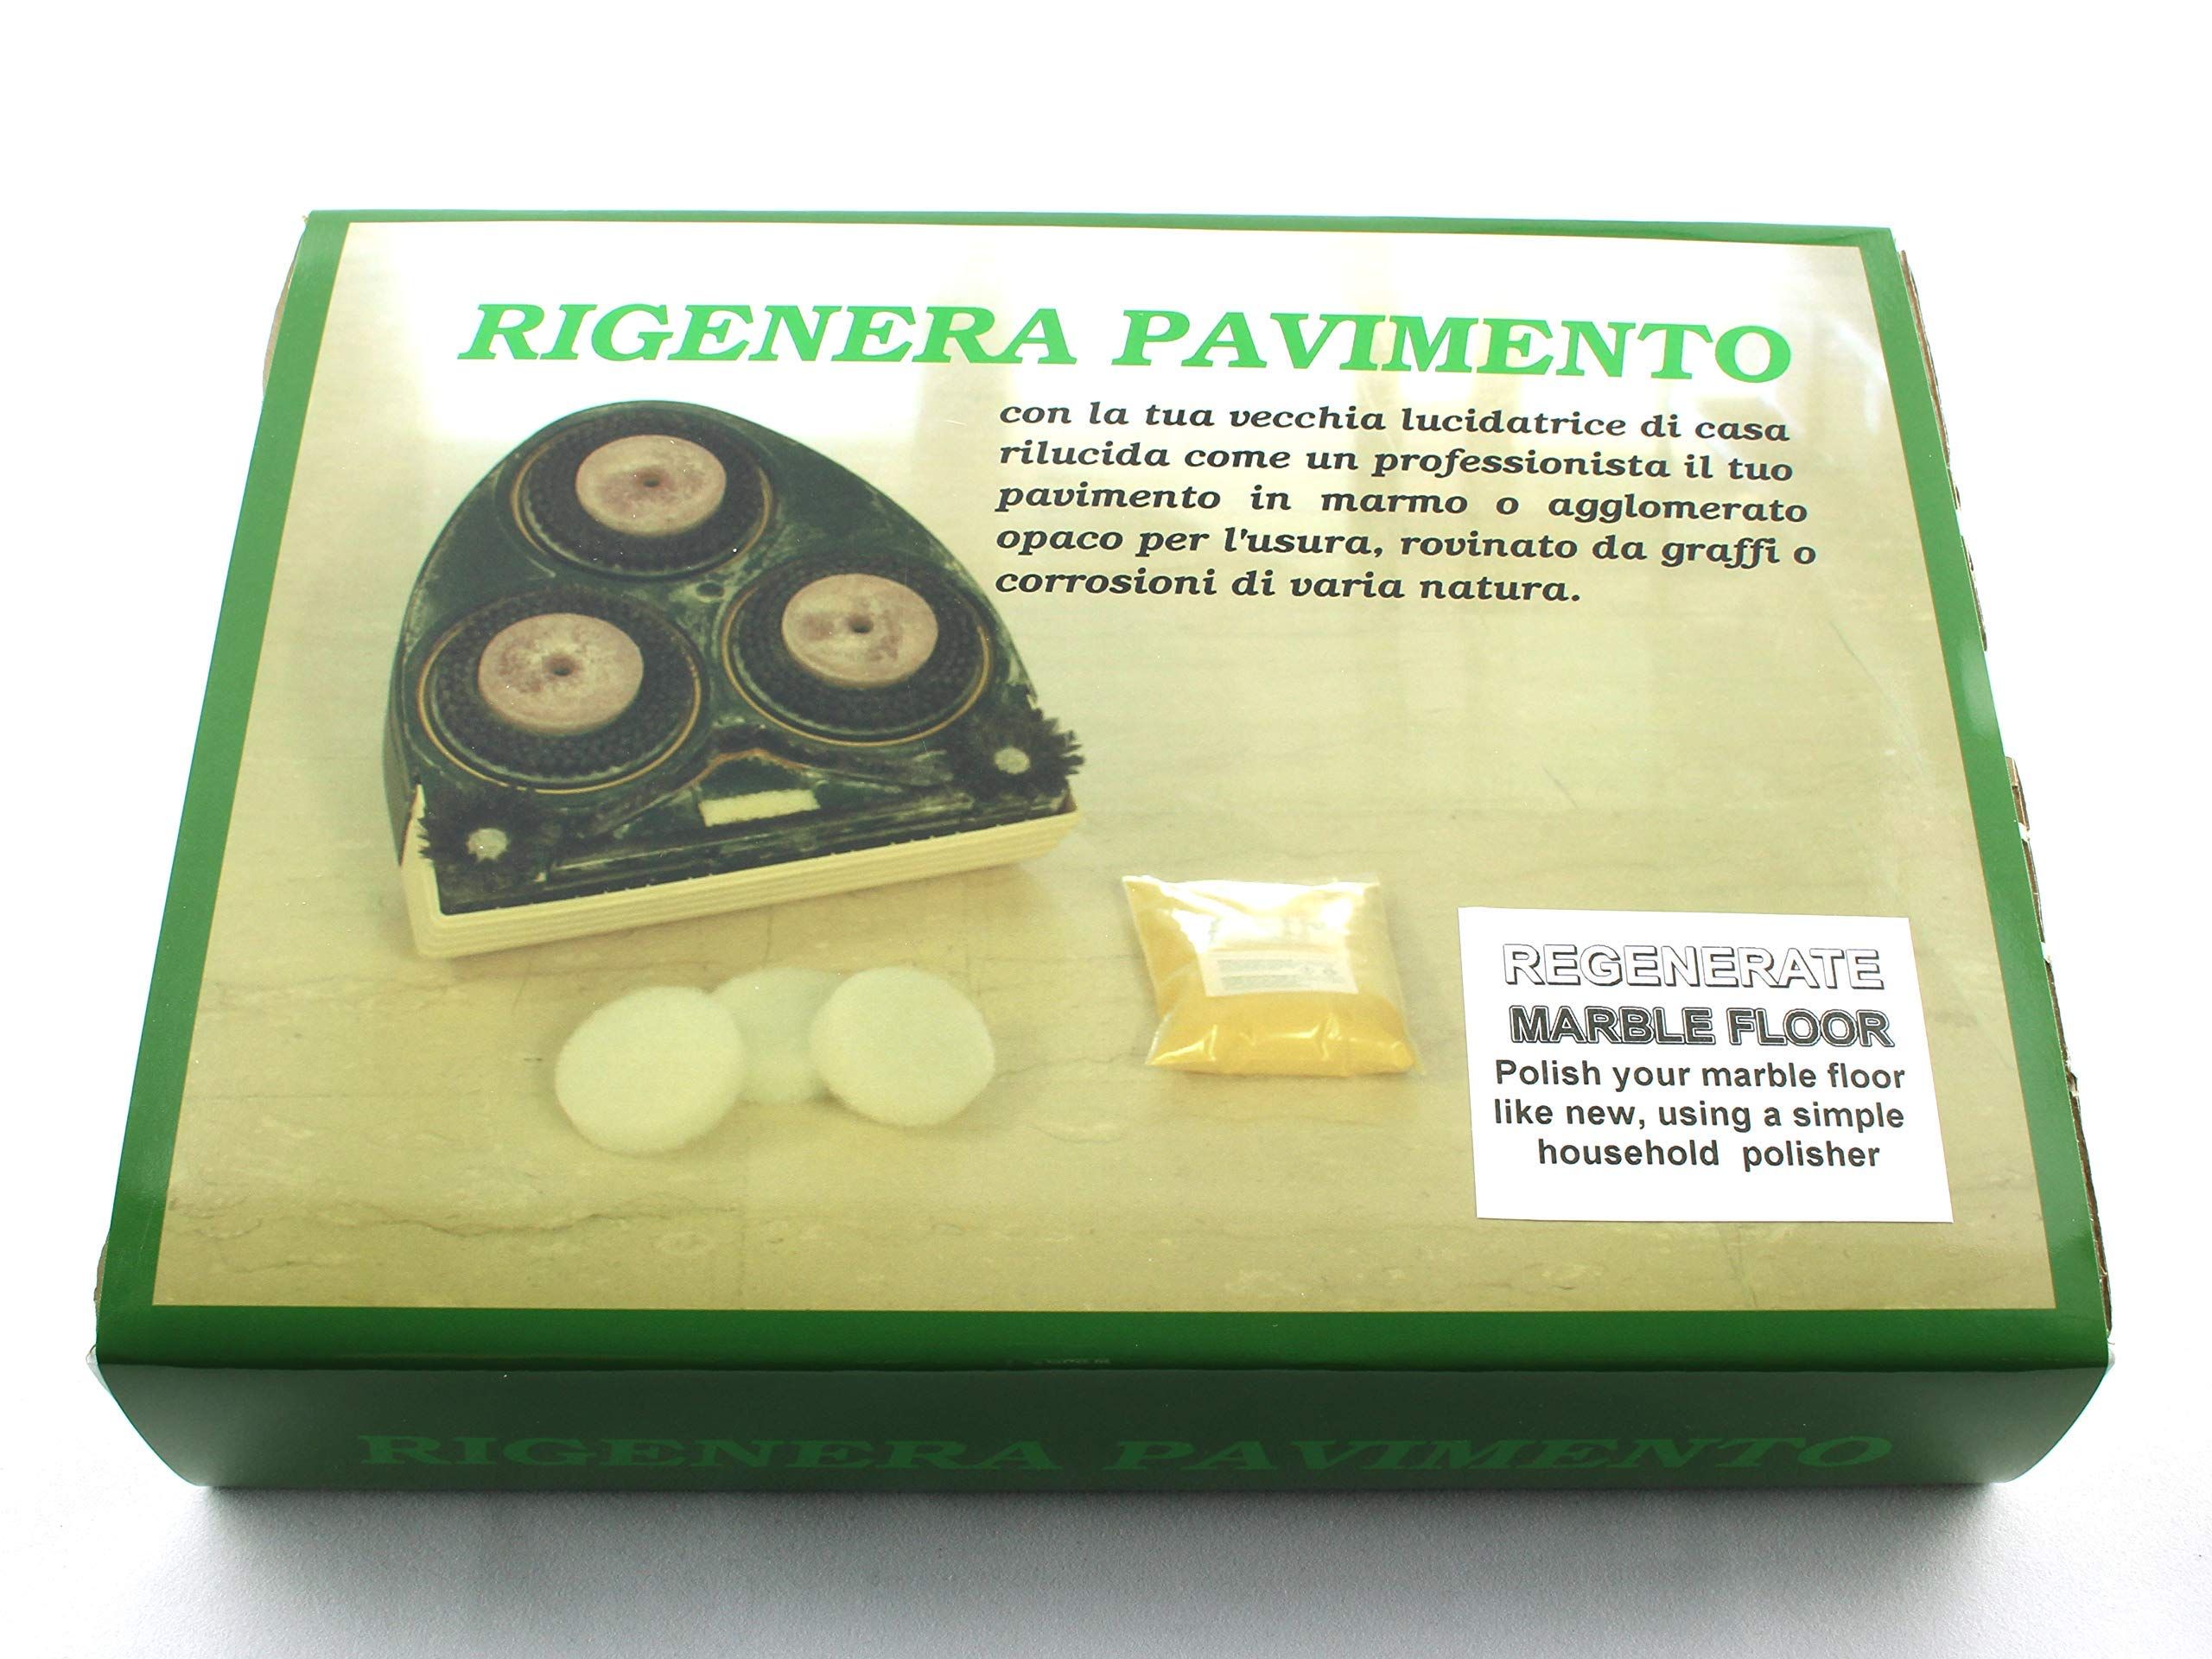 RIGENERA PAVIMENTO
con la tua vecchia lucidatrice di casa
rilucida come un professionista il tuo
pavimento in marmo o agglomerato
opaco per l'usura, rovinato da graffi o
corrosioni di varia natura.
REGENERATE
MARBLE FLOOR
Polish your marble floor
like new, using a simple
household polisher
RIGENERA PAVIMENTO